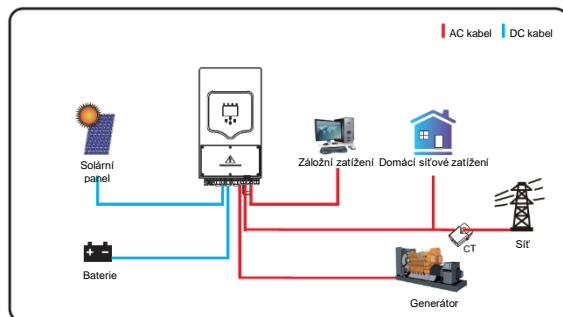 AC kabel
DC kabel
Solární
panel
Záložní zatížení
Domácí síťové zatížení
CT
Síť
Baterie
Generátor